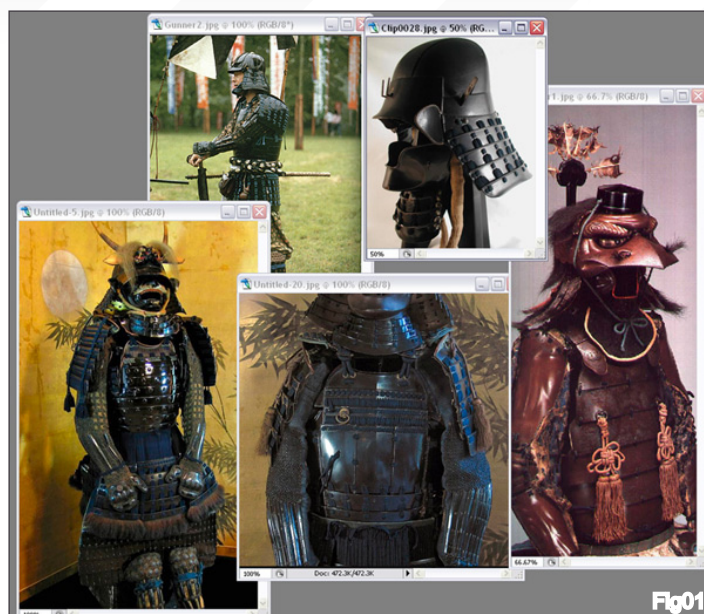 Gunner2.jpg @ 100% (RGB/8*)
Clip0028.jpg @ 50% (RG...
1.jpg @ 66.7% (RGB/8)
Untitled-5.jpg @ 100% (RGB/8)
50%
Untitled-20.jpg @ 100% (RGB/8)
66.67%
100%
Doc: 472.3K/472.3K
Fig01